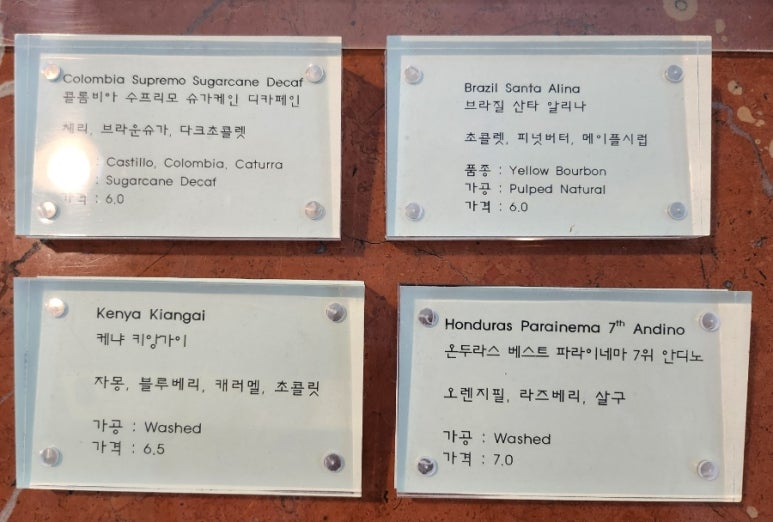 Colombia Supremo Sugarcane Decaf
콜롬비아 수프리모 슈가케인 디카페인
체리, 브라운슈가, 다크초콜렛
: Castillo, Colombia, Caturra
: Sugarcane Decaf
가격 : 6.0
Brazil Santa Alina
브라질 산타 알리나
초콜렛, 피넛버터, 메이플시럽
품종 : Yellow Bourbon
가공 : Pulped Natural
가격 : 6.0
Kenya Kiangai
케냐 키앙가이
자몽, 블루베리, 캐러멜, 초콜릿
가공 : Washed
가격 : 6.5
Honduras Parainema 7th Andino
온두라스 베스트 파라이네마 7위 안디노
오렌지필, 라즈베리, 살구
가공 : Washed
가격 : 7.0